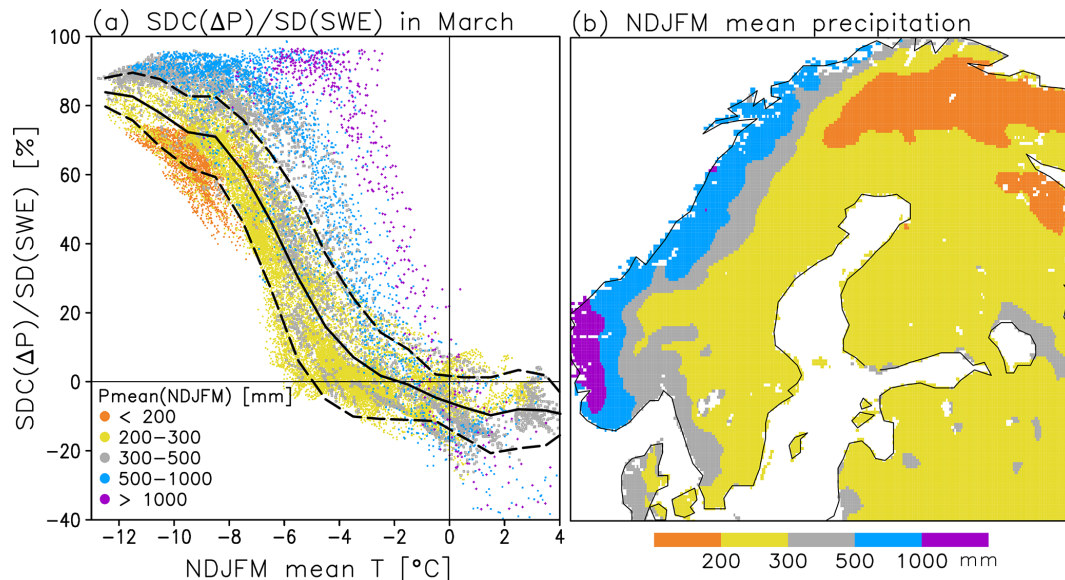 (a) SDC(ΔP)/SD(SWE) in March
SDC(ΔP)/SD(SWE) [%]
100
80
60
40
20
0
−20
−40
Pmean(NDJFM) [mm]
< 200
200−300
300−500
500−1000
> 1000
−12 −10 −8 −6 −4 −2 0 2 4
NDJFM mean T [°C]
(b) NDJFM mean precipitation
200 300 500 1000 mm